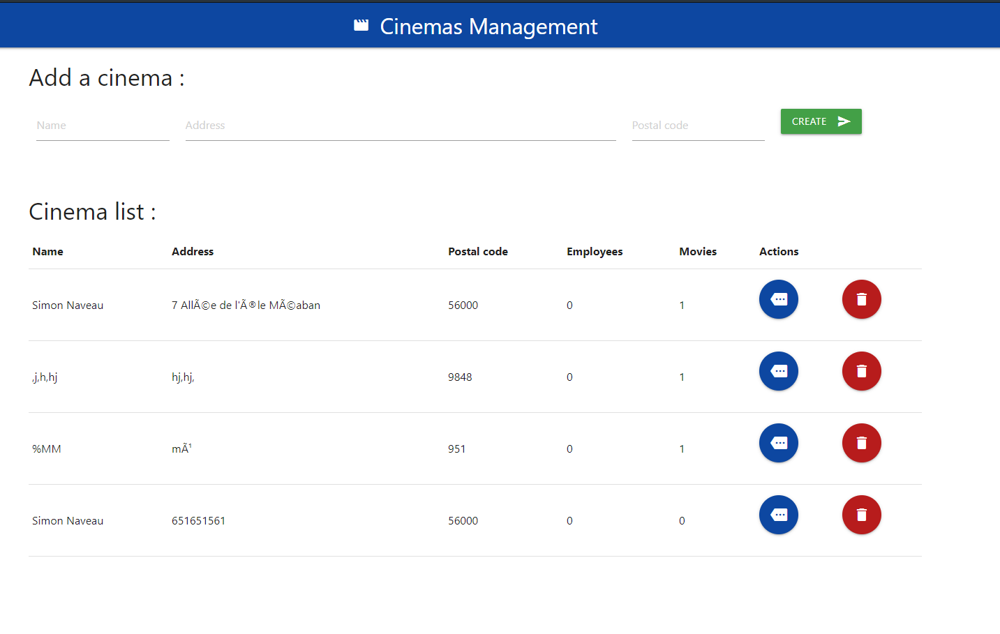 Cinemas Management
Add a cinema :
Name Address Postal code CREATE
Cinema list :
Name Address Postal code Employees Movies Actions
Simon Naveau 7 AllÃ©e de l'Ã®le MÃ©aban 56000 0 1
,j,h,hj hj,hj, 9848 0 1
%MM mÃ¹ 951 0 1
Simon Naveau 651651561 56000 0 0